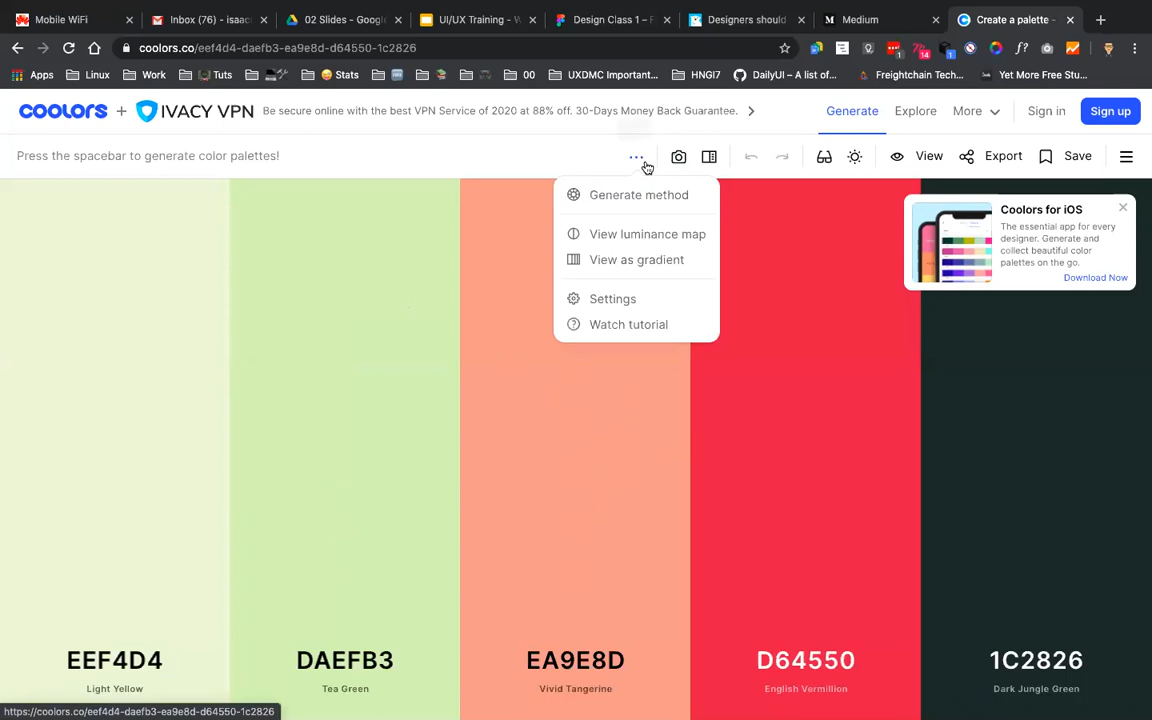 Mobile WiFi
Inbox (76) - isaac
02 Slides - Google
UI/UX Training - W
Design Class 1 – F
Designers should
Medium
Create a palette -
coolors.co/eef4d4-daefb3-ea9e8d-d64550-1c2826
Apps
Linux
Work
Tuts
Stats
00
UXDMC Important...
HNGI7
DailyUI – A list of...
Freightchain Tech...
Yet More Free Stu...
coolors + IVACY VPN
Be secure online with the best VPN Service of 2020 at 88% off. 30-Days Money Back Guarantee.
Generate
Explore
More
Sign in
Sign up
Press the spacebar to generate color palettes!
View
Export
Save
Generate method
View luminance map
View as gradient
Settings
Watch tutorial
Coolors for iOS
The essential app for every
designer. Generate and
collect beautiful color
palettes on the go.
Download Now
EEF4D4
Light Yellow
DAEFB3
Tea Green
EA9E8D
Vivid Tangerine
D64550
English Vermillion
1C2826
Dark Jungle Green
https://coolors.co/eef4d4-daefb3-ea9e8d-d64550-1c2826